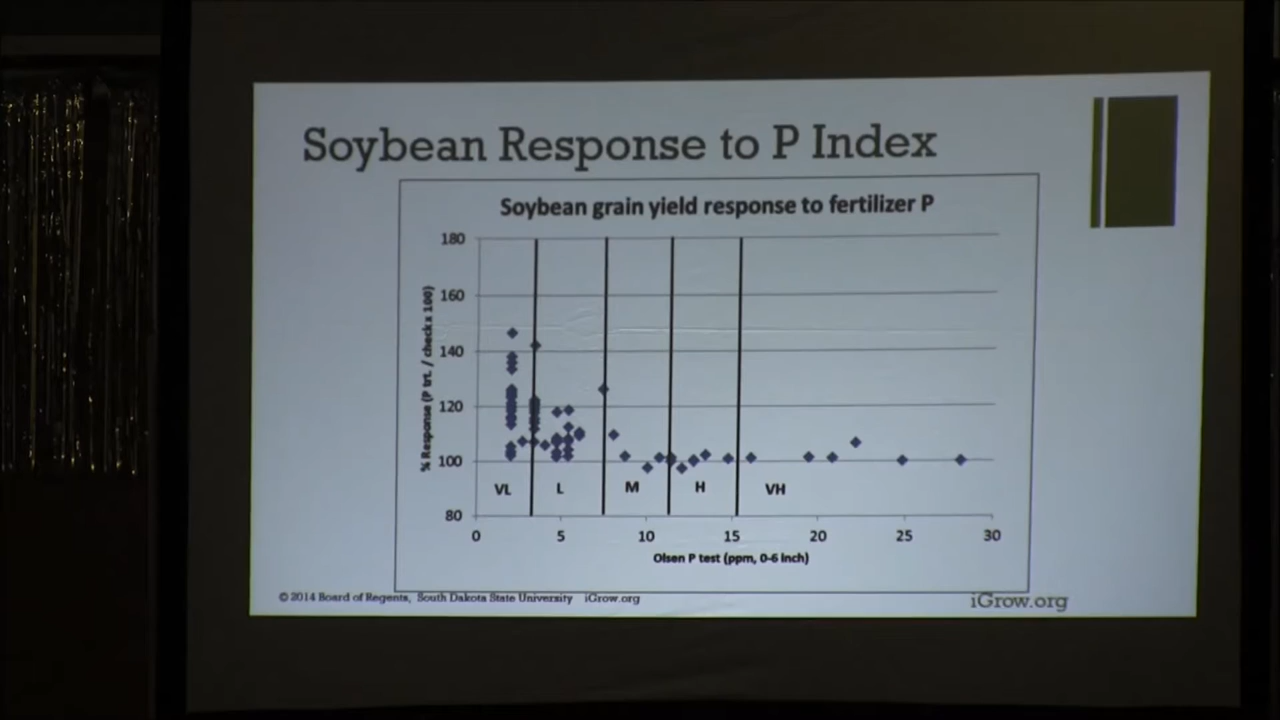 Soybean Response to P Index
Soybean grain yield response to fertilizer P
180
160
140
120
100
80
% Response (P trt. / check x 100)
VL L M H VH
0 5 10 15 20 25 30
Olsen P test (ppm, 0-6 inch)
© 2014 Board of Regents, South Dakota State University iGrow.org
iGrow.org